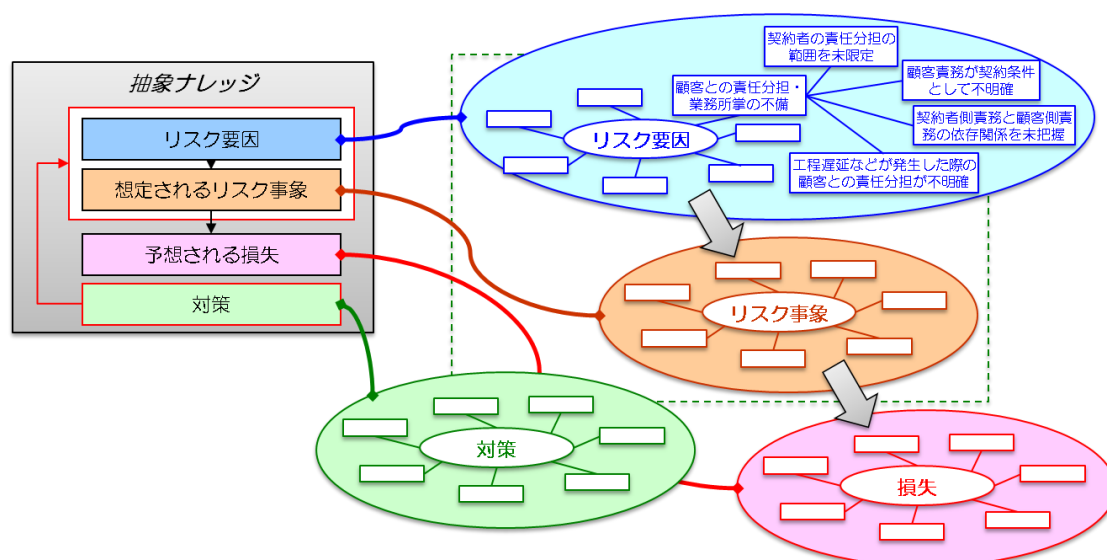 抽象ナレッジ
リスク要因
想定されるリスク事象
予想される損失
対策
契約者の責任分担の
範囲を未限定
顧客責務が契約条件
として不明確
顧客との責任分担・
業務所掌の不備
契約者側責務と顧客側責
務の依存関係を未把握
リスク要因
工程遅延などが発生した際の
顧客との責任分担が不明確
リスク事象
対策
損失